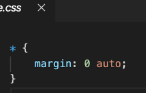 e.css ×
* {
margin: 0 auto;
}